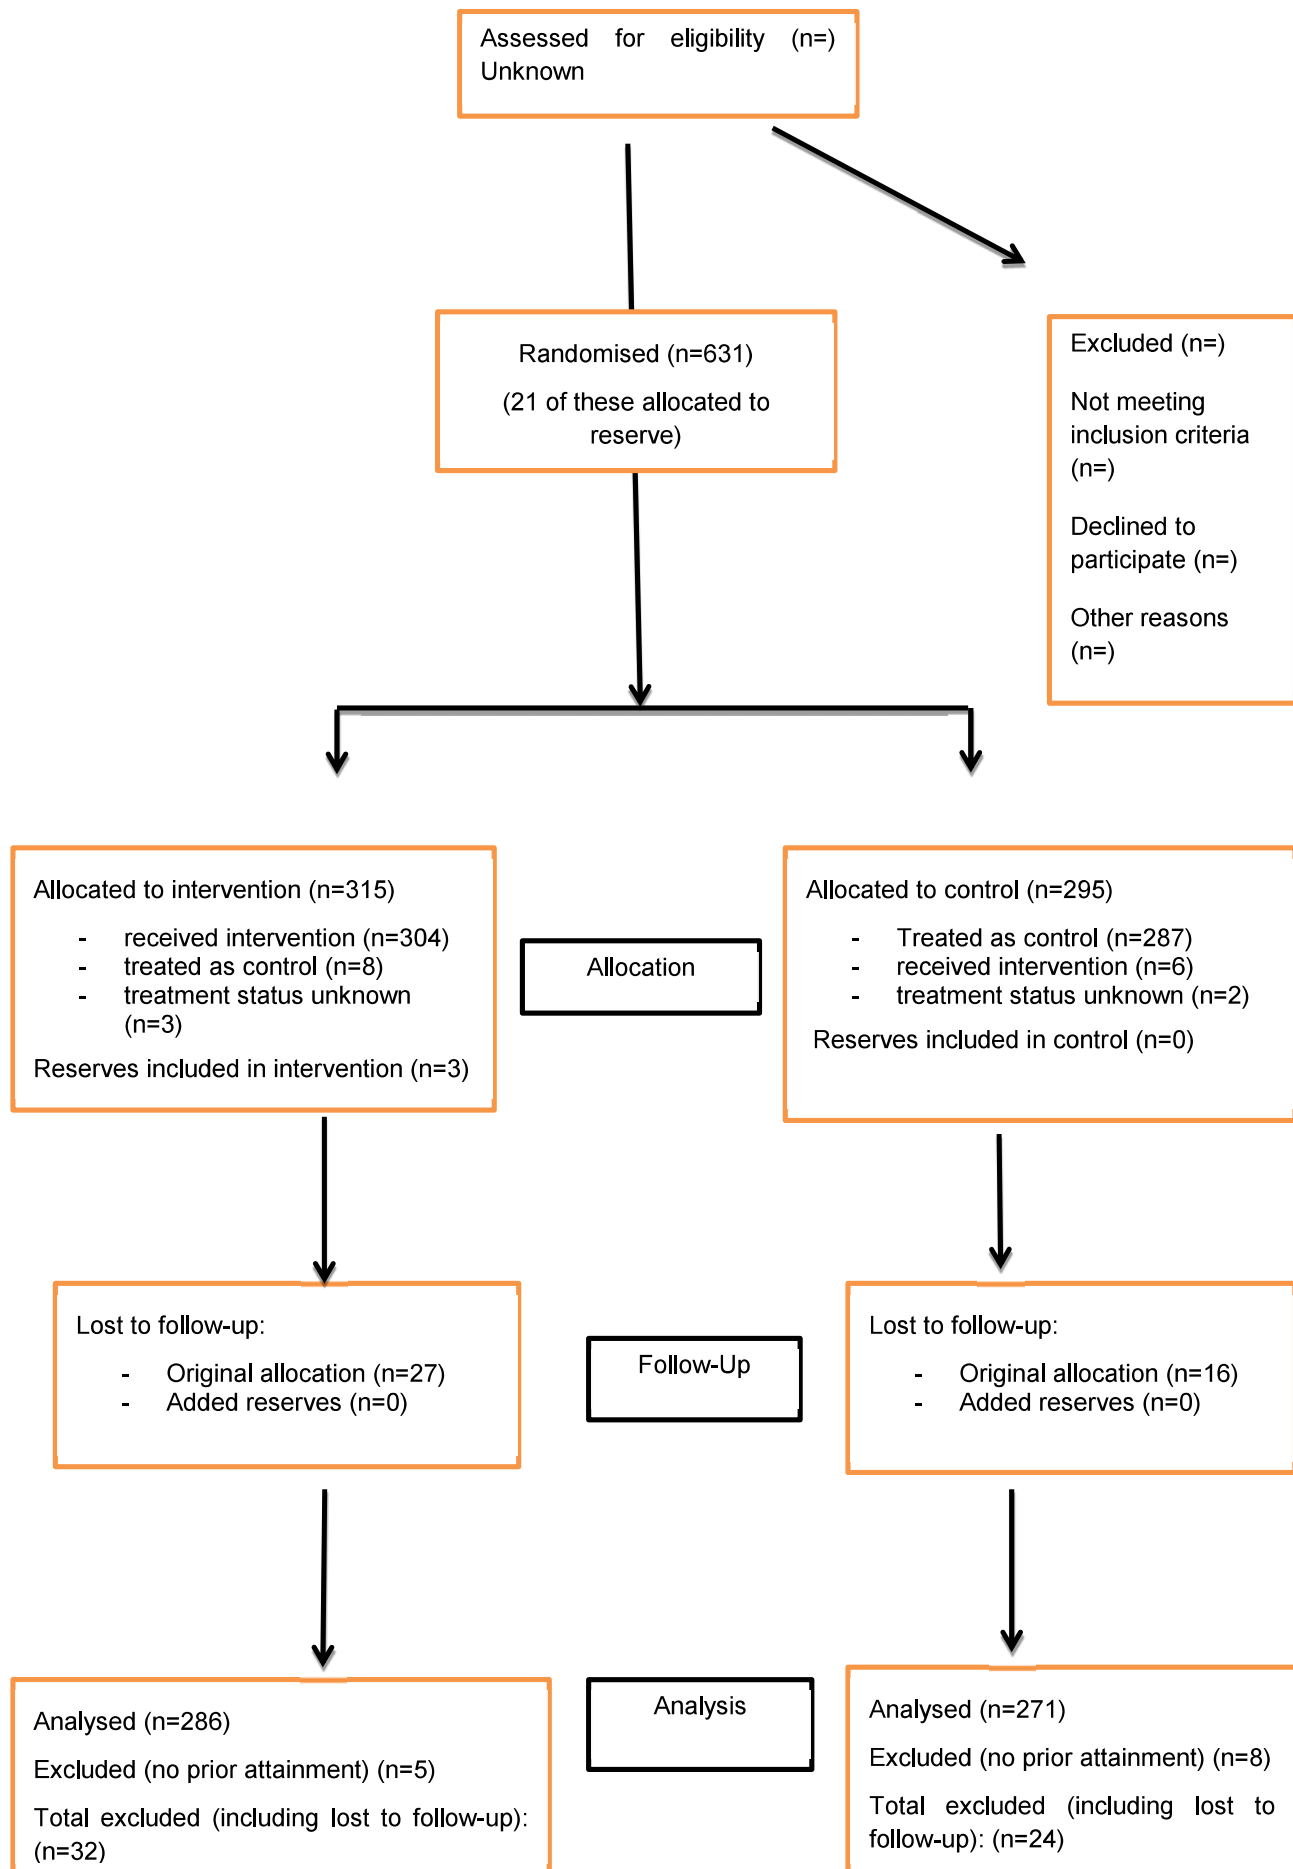 Assessed for eligibility (n=)
Unknown
Randomised (n=631)
(21 of these allocated to
reserve)
Excluded (n=)
Not meeting
inclusion criteria
(n=)
Declined to
participate (n=)
Other reasons
(n=)
Allocated to intervention (n=315)
- received intervention (n=304)
- treated as control (n=8)
- treatment status unknown
(n=3)
Reserves included in intervention (n=3)
Allocation
Allocated to control (n=295)
- Treated as control (n=287)
- received intervention (n=6)
- treatment status unknown (n=2)
Reserves included in control (n=0)
Lost to follow-up:
- Original allocation (n=27)
- Added reserves (n=0)
Follow-Up
Lost to follow-up:
- Original allocation (n=16)
- Added reserves (n=0)
Analysed (n=286)
Excluded (no prior attainment) (n=5)
Total excluded (including lost to follow-up):
(n=32)
Analysis
Analysed (n=271)
Excluded (no prior attainment) (n=8)
Total excluded (including lost to
follow-up): (n=24)